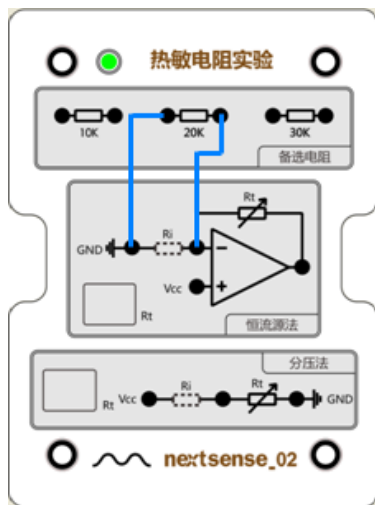 热敏电阻实验
10K 20K 30K
备选电阻
Rt
Ri
GND
Vcc
Rt
恒流源法
分压法
Rt Vcc Ri Rt GND
nextsense_02